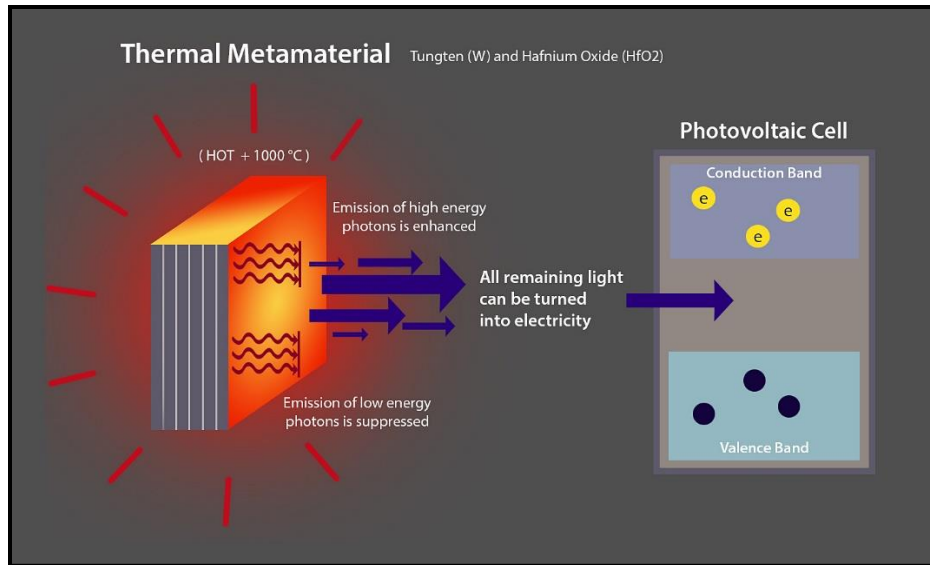 Thermal Metamaterial Tungten (W) and Hafnium Oxide (HfO2)
( HOT + 1000 °C )
Emission of high energy
photons is enhanced
Emission of low energy
photons is suppressed
All remaining light
can be turned
into electricity
Photovoltaic Cell
Conduction Band
e
e
e
Valence Band